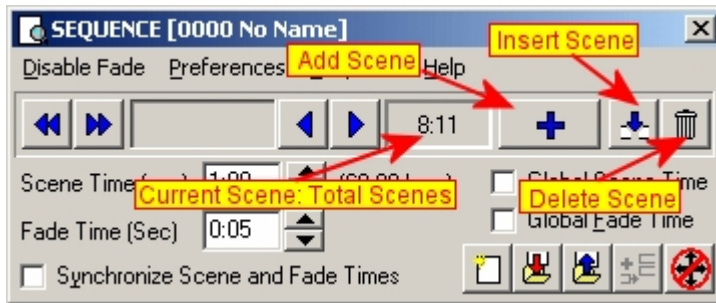 SEQUENCE [0000 No Name]
Insert Scene
Add Scene
Disable Fade Preferences Help
8:11
Scene Time
Current Scene: Total Scenes
Global Time
Delete Scene
Fade Time (Sec) 0:05
Global Fade Time
Synchronize Scene and Fade Times